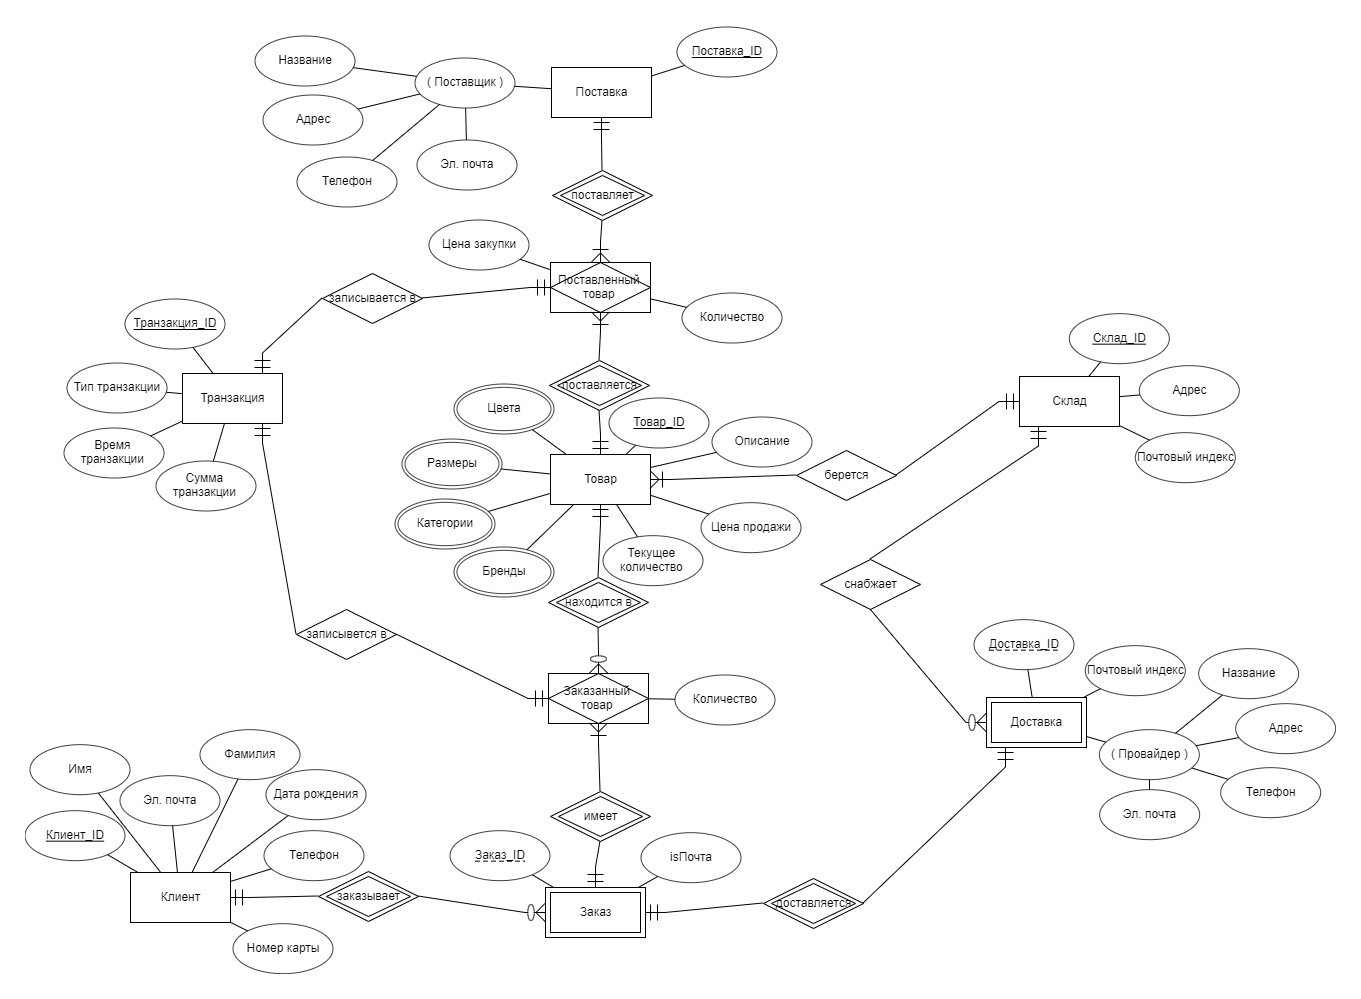 Поставка_ID
Название
( Поставщик )
Поставка
Адрес
Эл. почта
Телефон
поставляет
Цена закупки
Поставленный
товар
записывается в
Количество
Транзакция_ID
Склад_ID
Тип транзакции
поставляется
Транзакция
Адрес
Склад
Цвета
Товар_ID
Описание
Время
транзакции
Почтовый индекс
Размеры
Товар
берется
Сумма
транзакции
Категории
Цена продажи
Текущее
количество
Бренды
снабжает
находится в
записывется в
Доставка_ID
Почтовый индекс
Название
Заказанный
товар
Количество
Доставка
Адрес
Фамилия
( Провайдер )
Имя
Дата рождения
Телефон
Эл. почта
Эл. почта
имеет
Клиент_ID
Телефон
Заказ_ID
isПочта
Клиент
заказывает
Заказ
доставляется
Номер карты